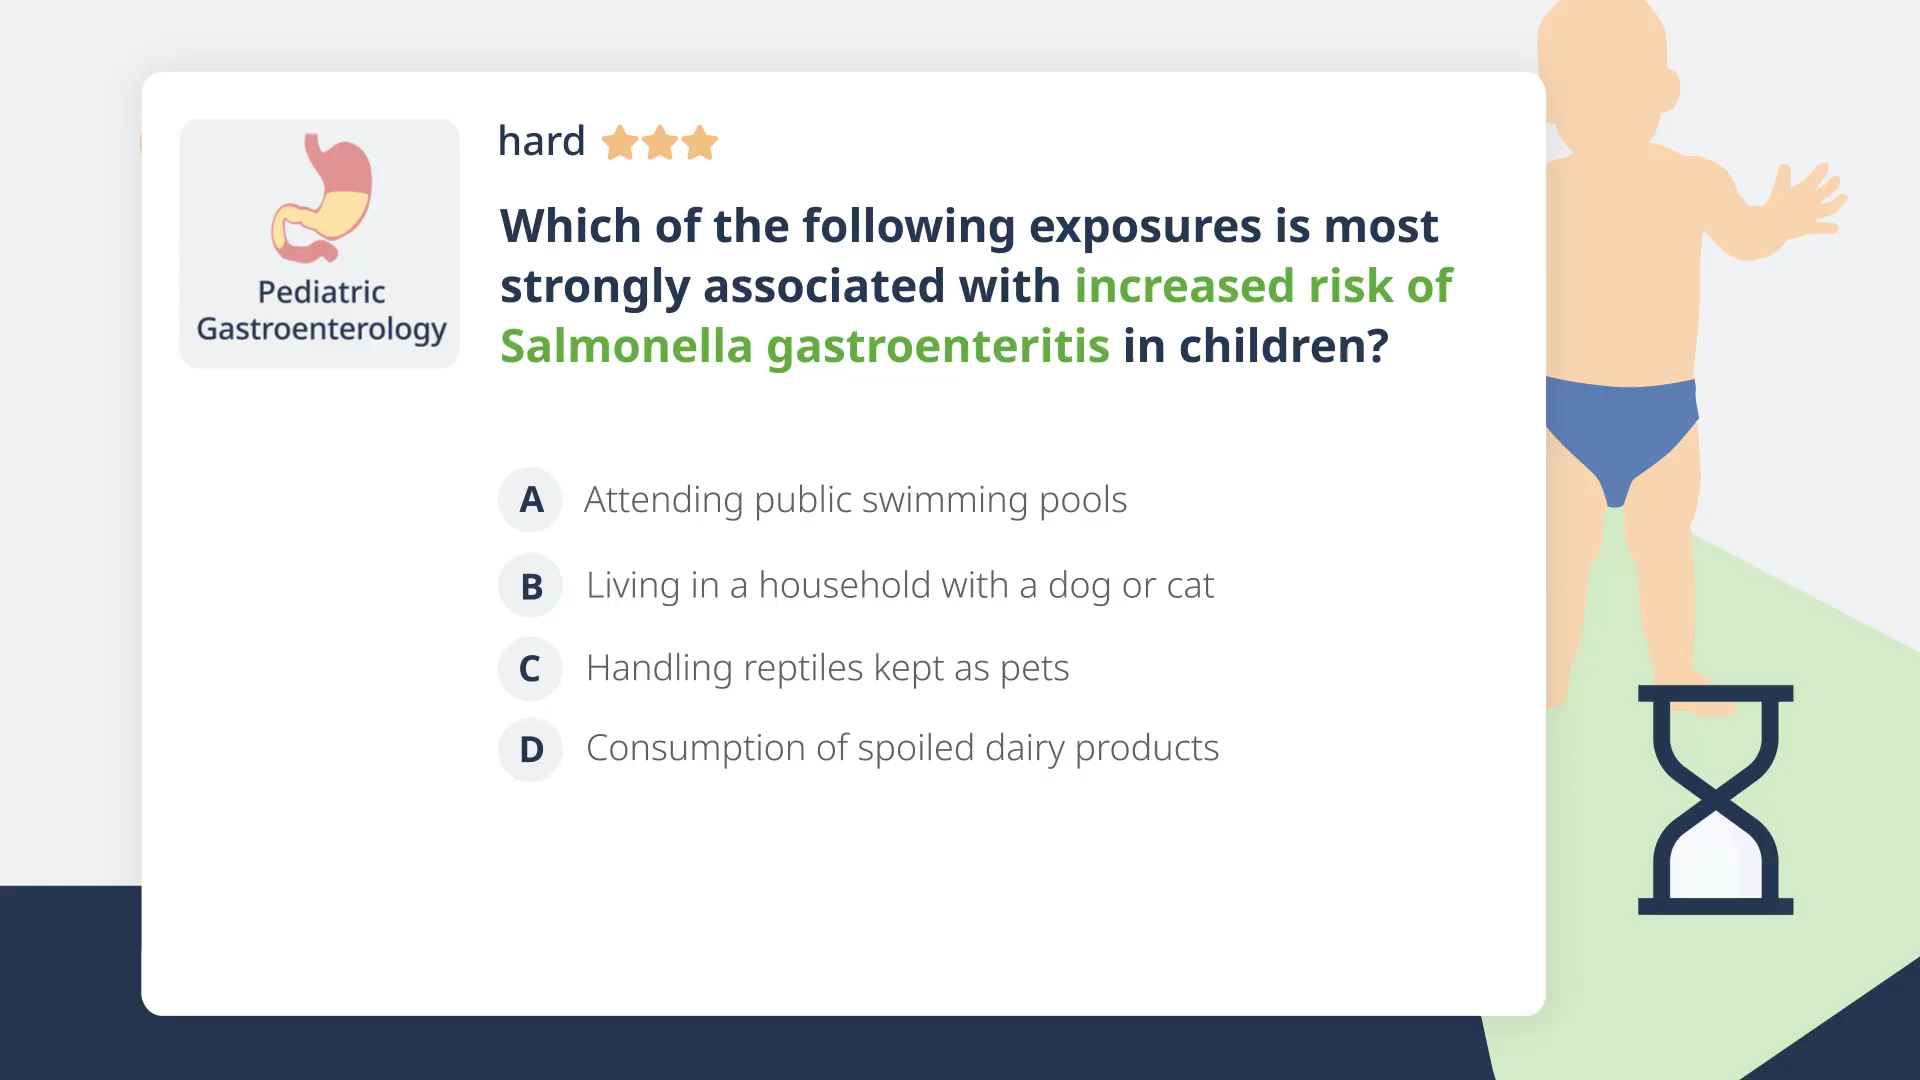 Pediatric
Gastroenterology
hard
Which of the following exposures is most
strongly associated with increased risk of
Salmonella gastroenteritis in children?
A Attending public swimming pools
B Living in a household with a dog or cat
C Handling reptiles kept as pets
D Consumption of spoiled dairy products